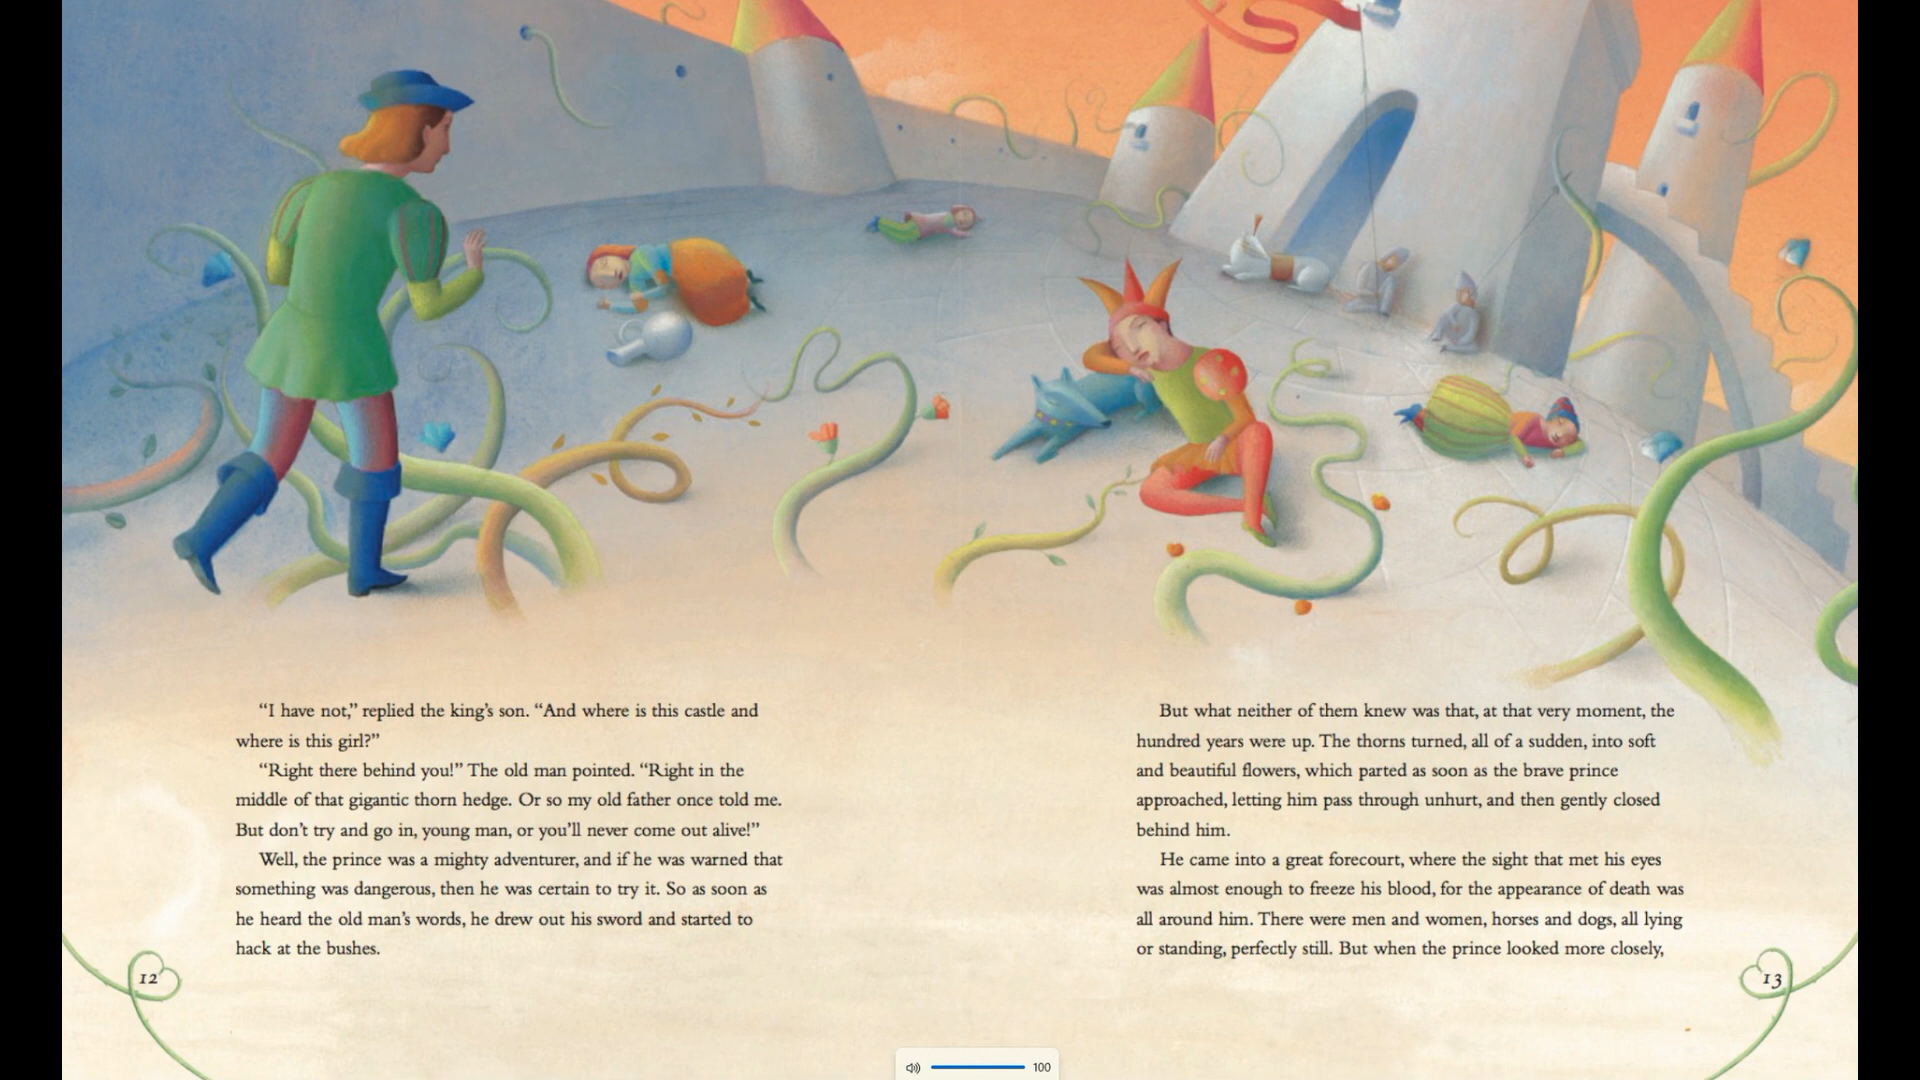 “I have not,” replied the king’s son. “And where is this castle and
where is this girl?”
“Right there behind you!” The old man pointed. “Right in the
middle of that gigantic thorn hedge. Or so my old father once told me.
But don’t try and go in, young man, or you’ll never come out alive!”
Well, the prince was a mighty adventurer, and if he was warned that
something was dangerous, then he was certain to try it. So as soon as
he heard the old man’s words, he drew out his sword and started to
hack at the bushes.
12
But what neither of them knew was that, at that very moment, the
hundred years were up. The thorns turned, all of a sudden, into soft
and beautiful flowers, which parted as soon as the brave prince
approached, letting him pass through unhurt, and then gently closed
behind him.
He came into a great forecourt, where the sight that met his eyes
was almost enough to freeze his blood, for the appearance of death was
all around him. There were men and women, horses and dogs, all lying
or standing, perfectly still. But when the prince looked more closely,
13
100